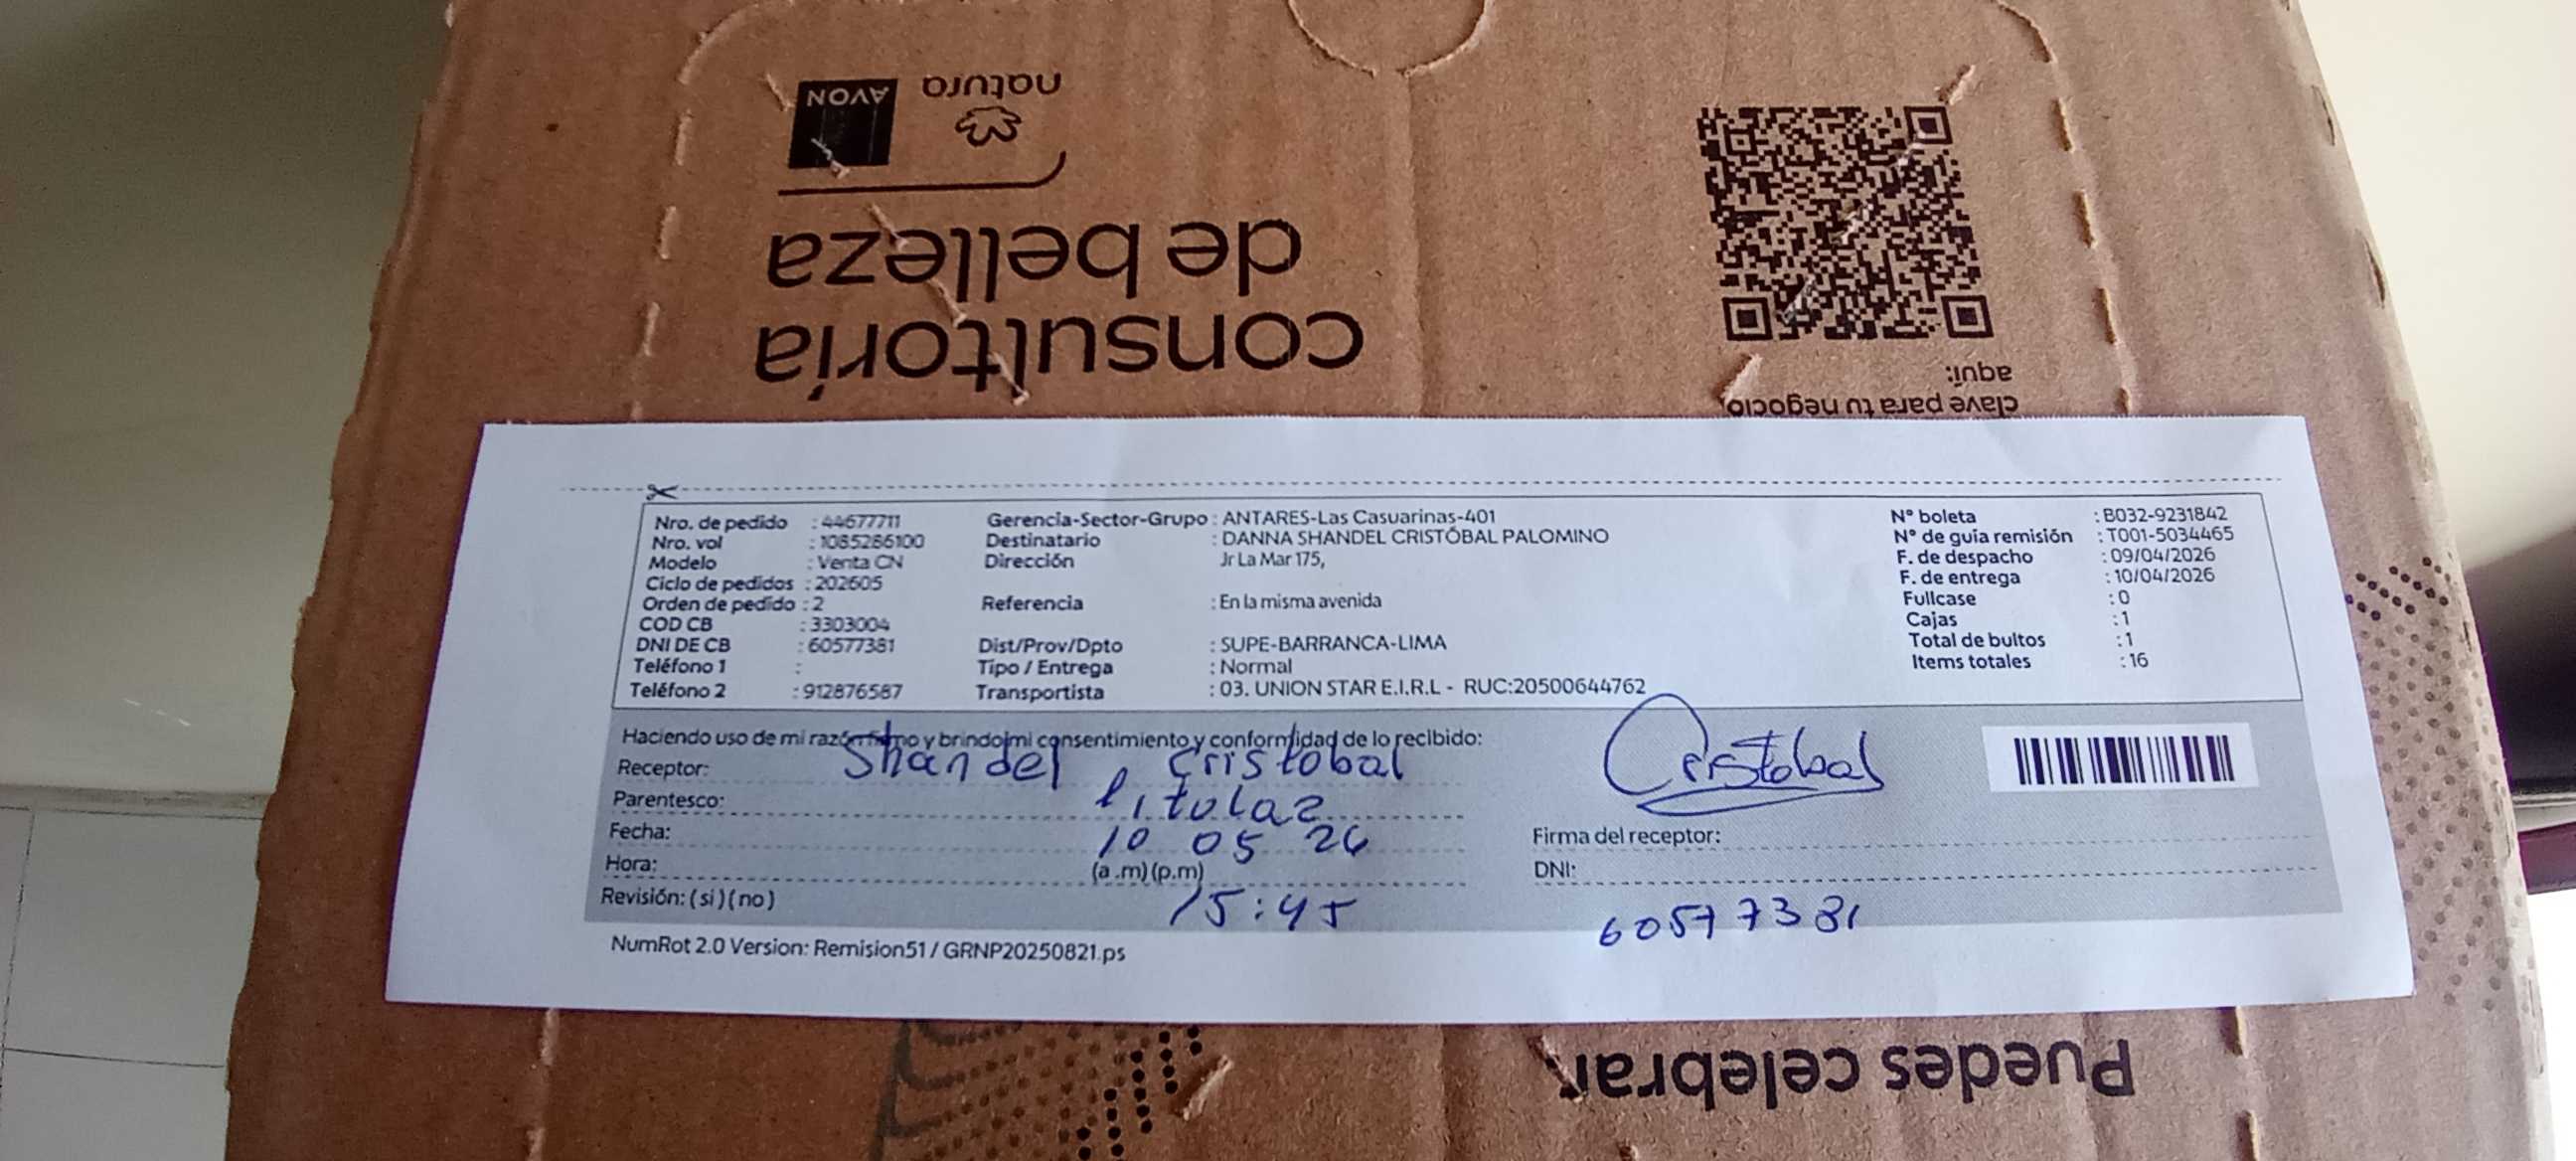 natura
AVON
consultoría
de belleza
clave para tu negocio
aquí:
Nro. de pedido : 44677711
Nro. vol : 1085286100
Modelo : Venta CN
Ciclo de pedidos : 202605
Orden de pedido : 2
COD CB : 3303004
DNI DE CB : 60577381
Teléfono 1 :
Teléfono 2 : 912876587
Gerencia-Sector-Grupo : ANTARES-Las Casuarinas-401
Destinatario : DANNA SHANDEL CRISTÓBAL PALOMINO
Dirección Jr La Mar 175,
Referencia : En la misma avenida
Dist/Prov/Dpto : SUPE-BARRANCA-LIMA
Tipo / Entrega : Normal
Transportista : 03. UNION STAR E.I.R.L - RUC:20500644762
N° boleta : B032-9231842
N° de guía remisión : T001-5034465
F. de despacho : 09/04/2026
F. de entrega : 10/04/2026
Fullcase : 0
Cajas : 1
Total de bultos : 1
Items totales : 16
Haciendo uso de mi razón firmo y brindo mi consentimiento y conformidad de lo recibido:
Receptor: Shandel Cristobal
Parentesco: titular
Fecha: 10 05 26
Hora: (a .m) (p.m)
15:45
Revisión: ( si ) ( no )
Cristobal
Firma del receptor:
DNI:
60577381
NumRot 2.0 Version: Remision51 / GRNP20250821.ps
Puedes celebrar